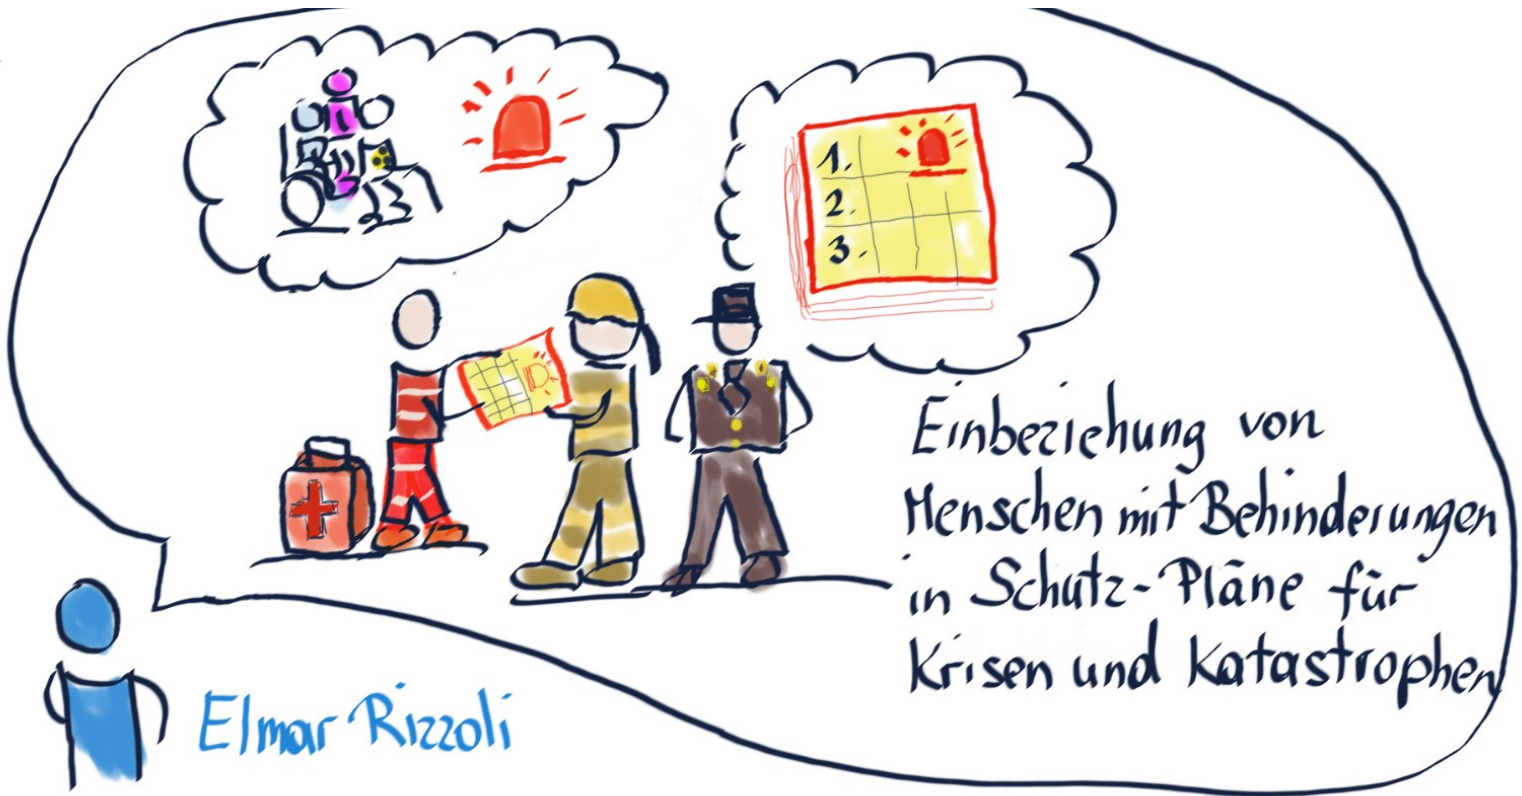 1.
2.
3.
Einbeziehung von
Menschen mit Behinderungen
in Schutz-Pläne für
Krisen und Katastrophen
Elmar Rizzoli